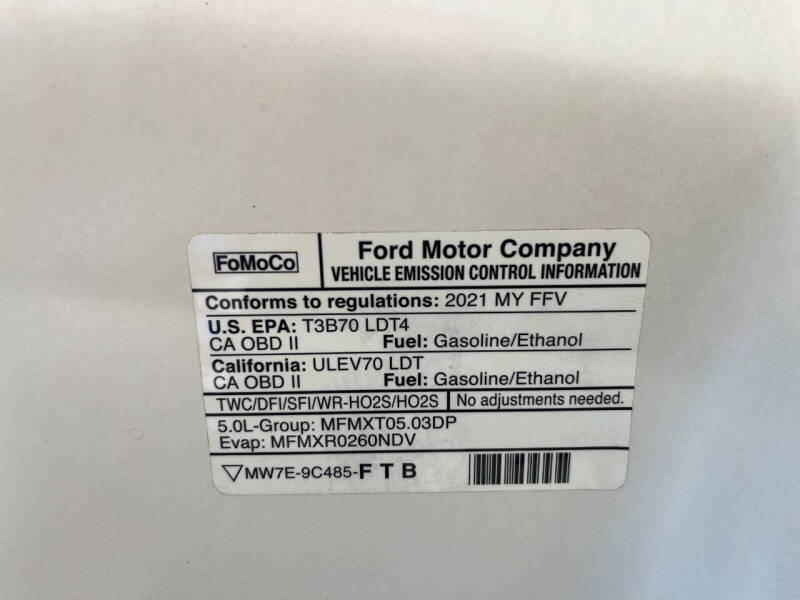 FoMoCo
Ford Motor Company
VEHICLE EMISSION CONTROL INFORMATION
Conforms to regulations: 2021 MY FFV
U.S. EPA: T3B70 LDT4
CA OBD II Fuel: Gasoline/Ethanol
California: ULEV70 LDT
CA OBD II Fuel: Gasoline/Ethanol
TWC/DFI/SFI/WR-HO2S/HO2S No adjustments needed.
5.0L-Group: MFMXT05.03DP
Evap: MFMXR0260NDV
MW7E-9C485-F T B